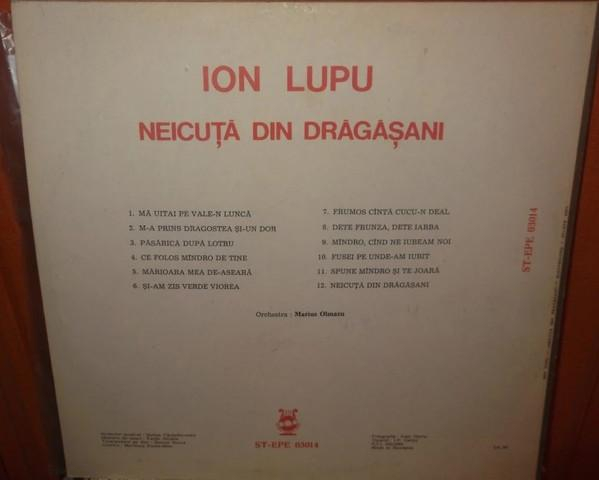 ION LUPU
NEICUȚĂ DIN DRĂGĂȘANI
1. MĂ UITAI PE VALE-N LUNCĂ
2. M-A PRINS DRAGOSTEA ȘI-UN DOR
3. PĂSĂRICĂ DUPĂ LOTRU
4. CE FOLOS MÎNDRO DE TINE
5. MĂRIOARA MEA DE-ASEARĂ
6. ȘI-AM ZIS VERDE VIOREA
7. FRUMOS CÎNTĂ CUCU-N DEAL
8. DETE FRUNZA, DETE IARBA
9. MÎNDRO, CÎND NE IUBEAM NOI
10. FUSEI PE UNDE-AM IUBIT
11. SPUNE MÎNDRO ȘI TE JOARĂ
12. NEICUȚĂ DIN DRĂGĂȘANI
Orchestra : Marius Olmazu
ST-EPE 03014
ST-EPE 03014
Made in Romania